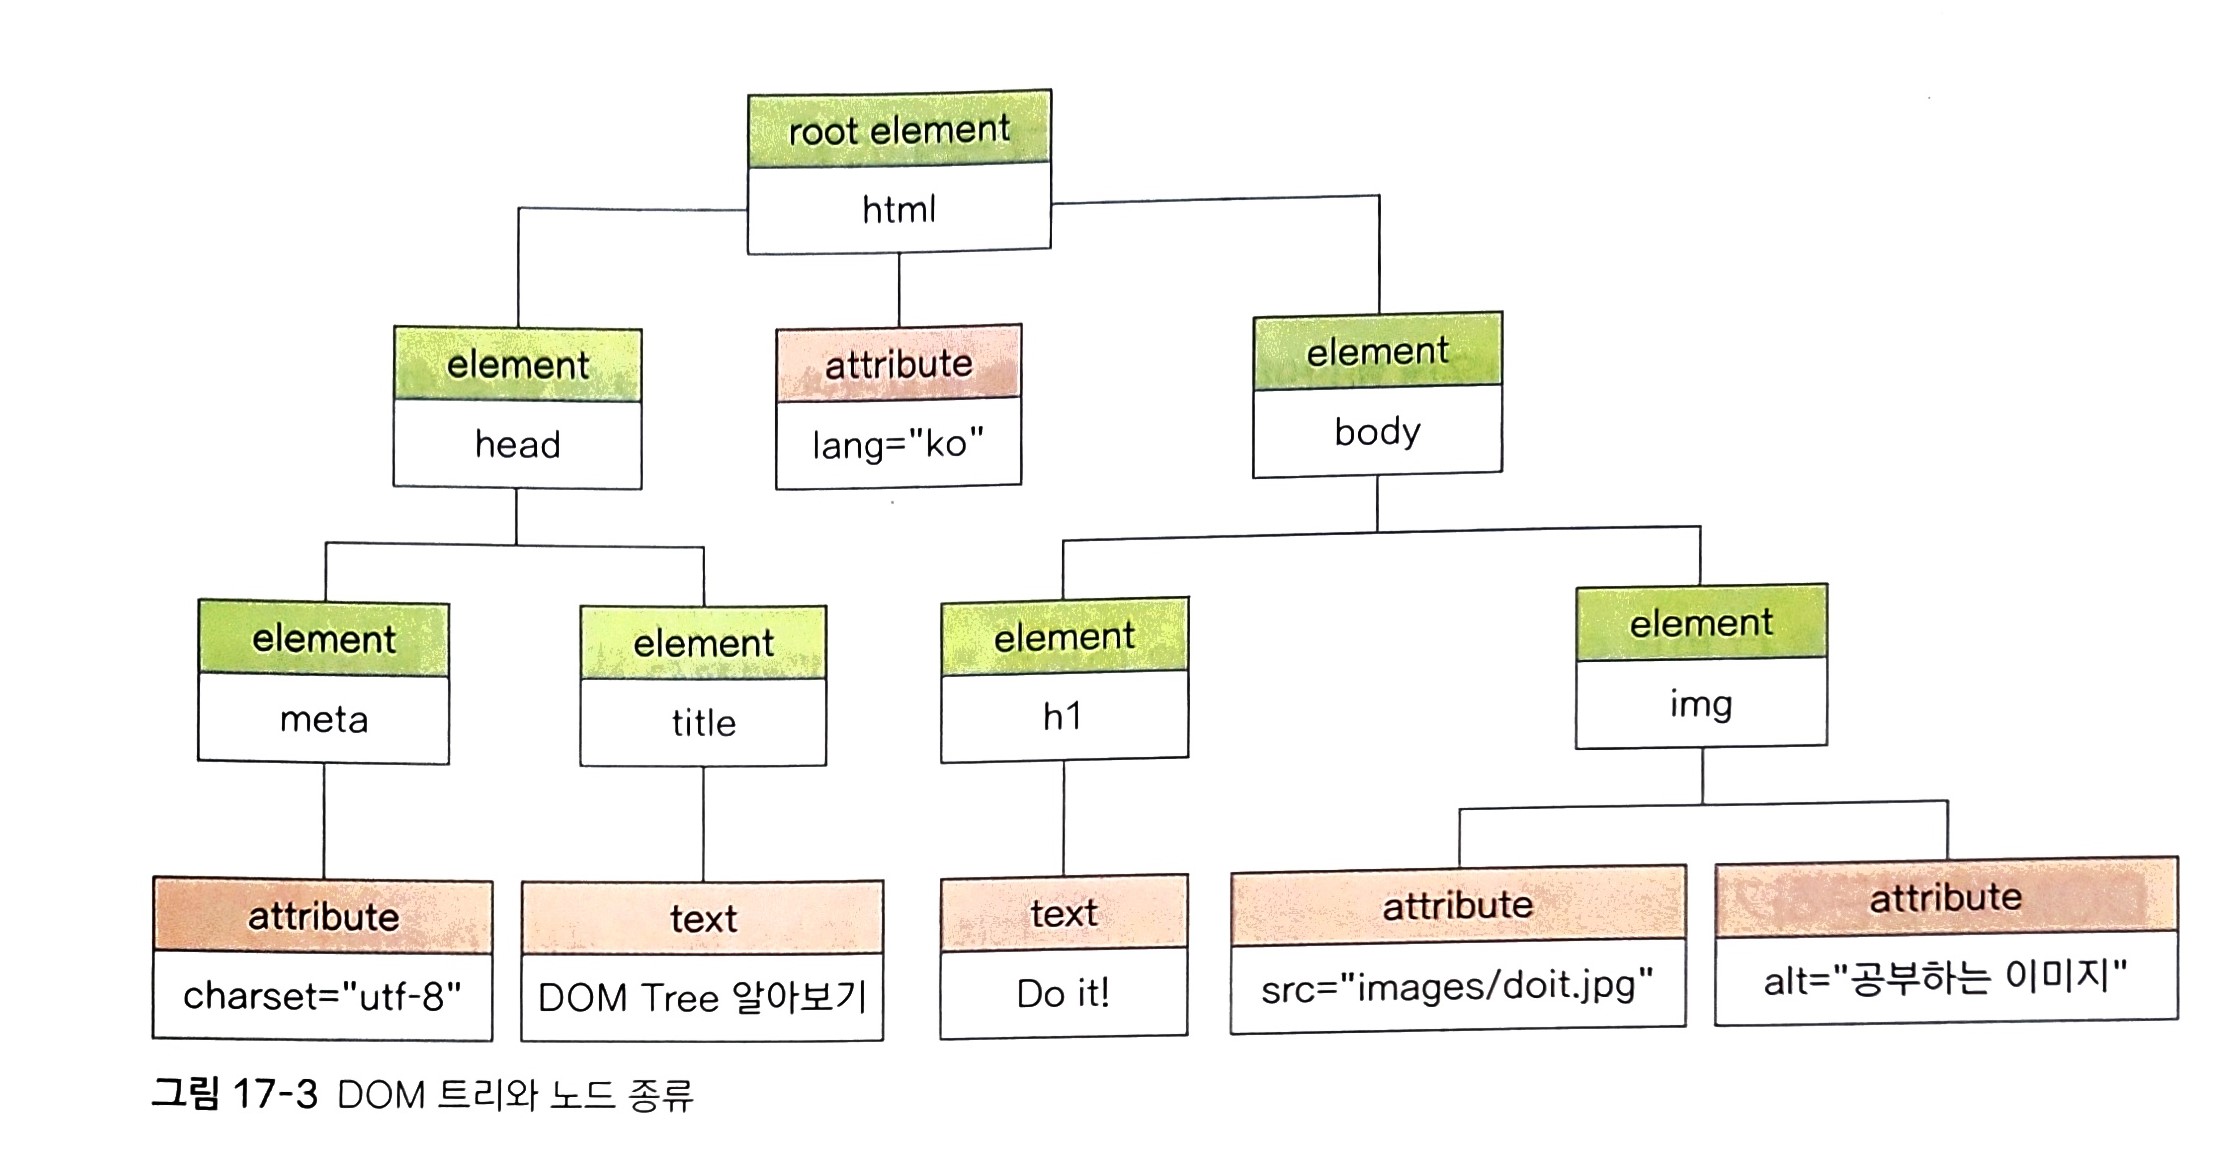 root element
html
element
head
attribute
lang="ko"
element
body
element
meta
element
title
element
h1
element
img
attribute
charset="utf-8"
text
DOM Tree 알아보기
text
Do it!
attribute
src="images/doit.jpg"
attribute
alt="공부하는 이미지"
그림 17-3 DOM 트리와 노드 종류